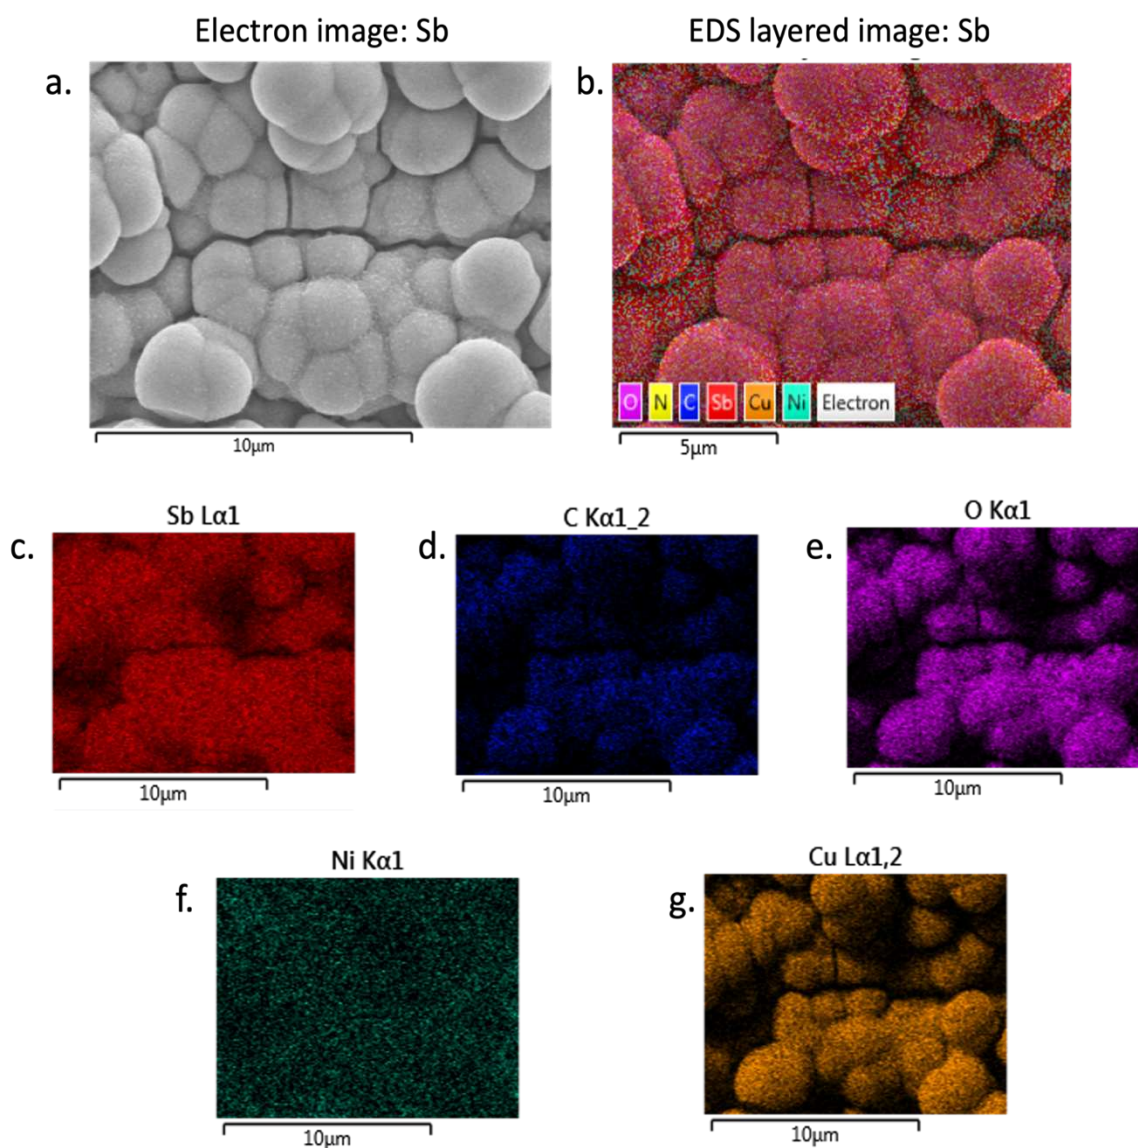 Electron image: Sb
EDS layered image: Sb
a.
b.
O N C Sb Cu Ni Electron
10µm
5µm
Sb Lα1
C Kα1_2
O Kα1
c.
d.
e.
10µm
10µm
10µm
Ni Kα1
Cu Lα1,2
f.
g.
10µm
10µm